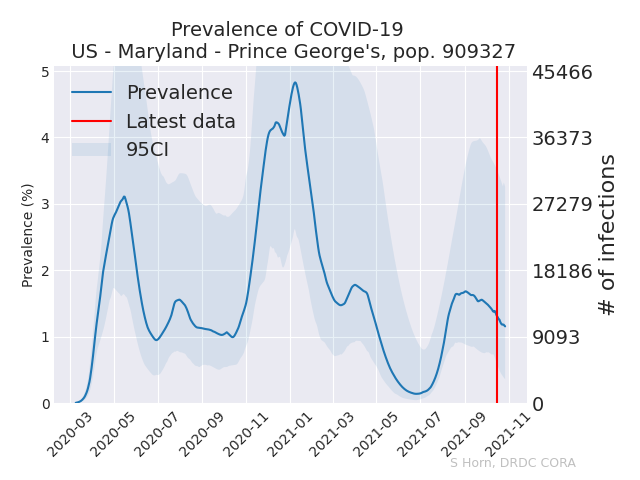 Prevalence of COVID-19
US - Maryland - Prince George's, pop. 909327
Prevalence
Latest data
95CI
5
4
3
2
1
0
Prevalence (%)
45466
36373
27279
18186
9093
0
# of infections
2020-03
2020-05
2020-07
2020-09
2020-11
2021-01
2021-03
2021-05
2021-07
2021-09
2021-11
S Horn, DRDC CORA